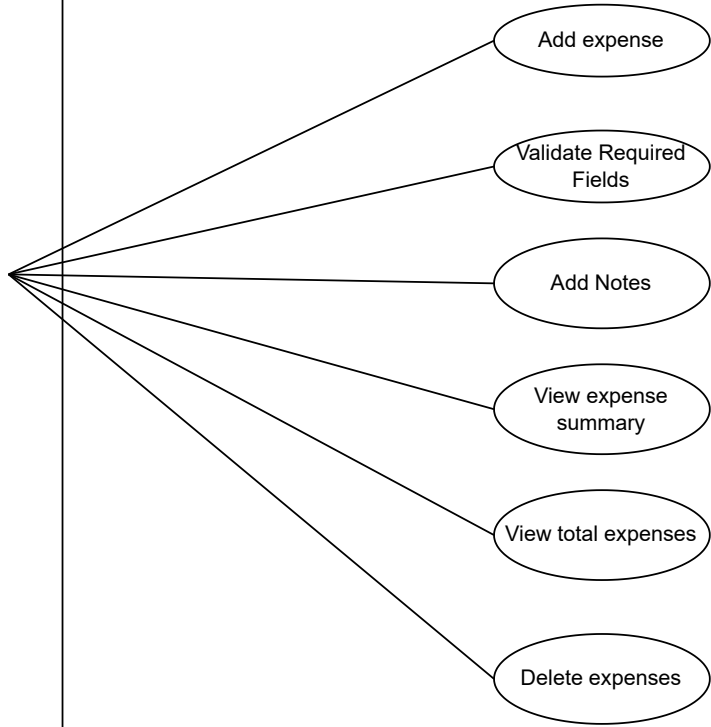 Add expense
Validate Required
Fields
Add Notes
View expense
summary
View total expenses
Delete expenses